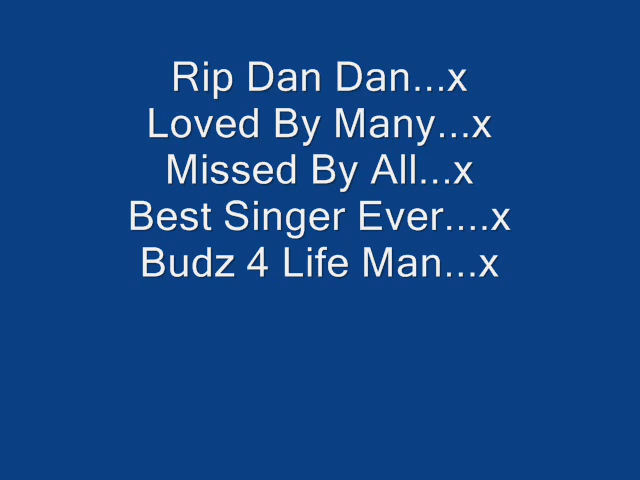 Rip Dan Dan...x
Loved By Many...x
Missed By All...x
Best Singer Ever....x
Budz 4 Life Man...x